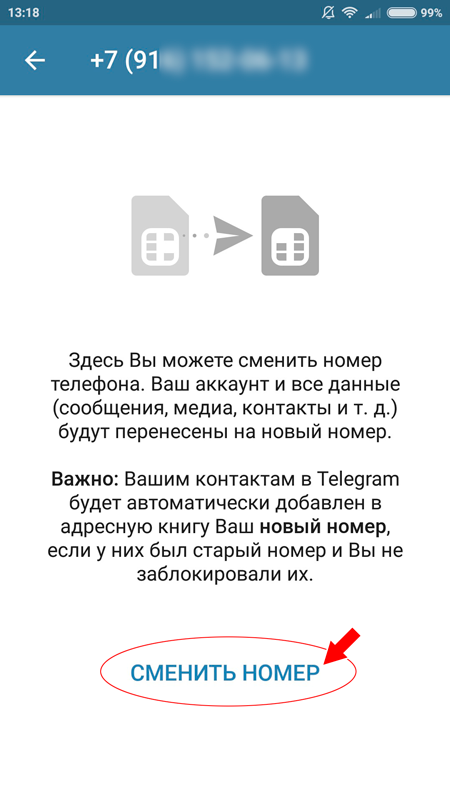 13:18
99%
+7 (91
Здесь Вы можете сменить номер
телефона. Ваш аккаунт и все данные
(сообщения, медиа, контакты и т. д.)
будут перенесены на новый номер.
Важно: Вашим контактам в Telegram
будет автоматически добавлен в
адресную книгу Ваш новый номер,
если у них был старый номер и Вы не
заблокировали их.
СМЕНИТЬ НОМЕР